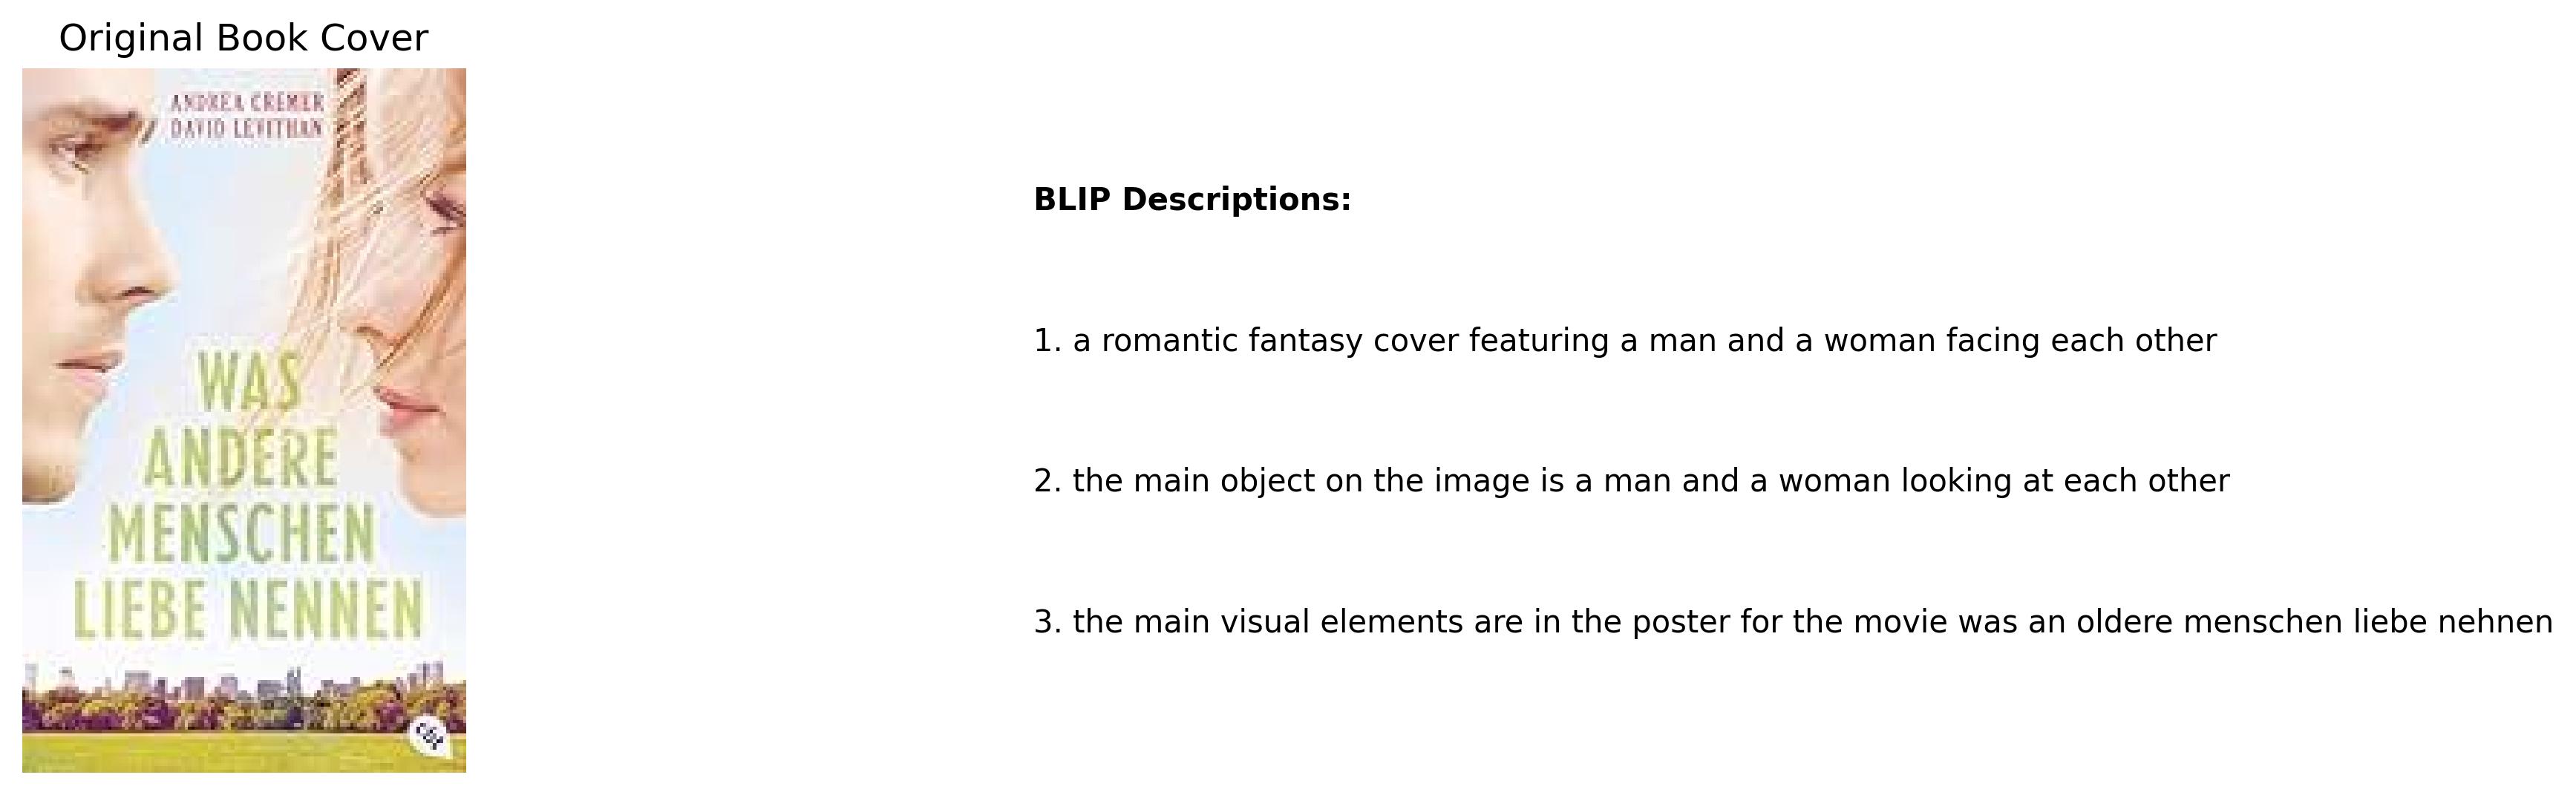 Original Book Cover
ANDREA CREMER
DAVID LEVITHAN
WAS
ANDERE
MENSCHEN
LIEBE NENNEN
cbt
BLIP Descriptions:
1. a romantic fantasy cover featuring a man and a woman facing each other
2. the main object on the image is a man and a woman looking at each other
3. the main visual elements are in the poster for the movie was an oldere menschen liebe nehnen